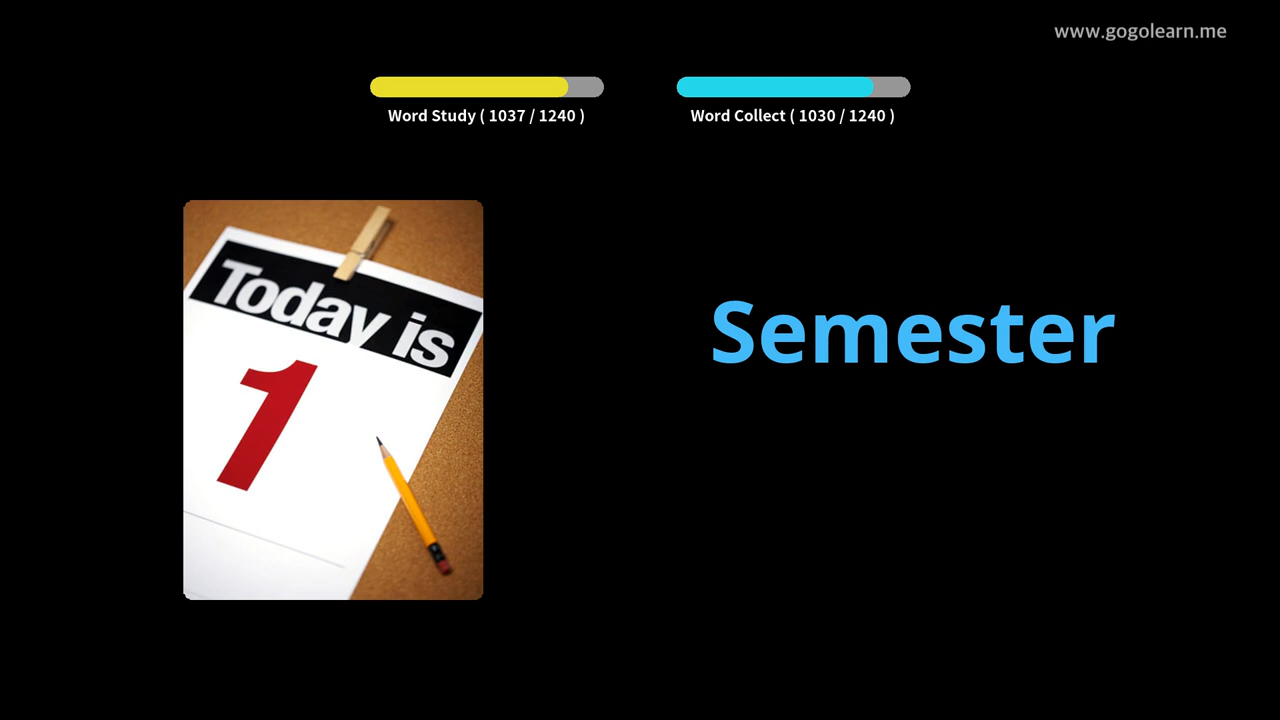 www.gogolearn.me
Word Study ( 1037 / 1240 )
Word Collect ( 1030 / 1240 )
Today is
1
Semester